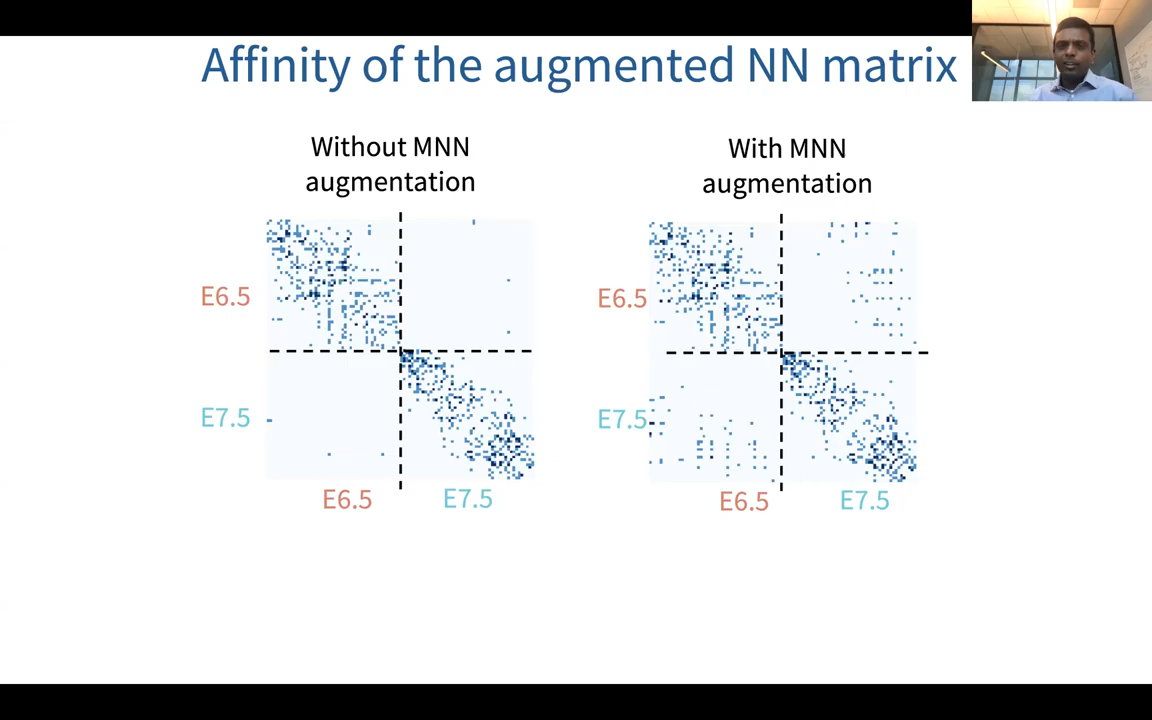 Affinity of the augmented NN matrix
Without MNN
augmentation
With MNN
augmentation
E6.5
E7.5
E6.5
E7.5
E6.5
E7.5
E6.5
E7.5